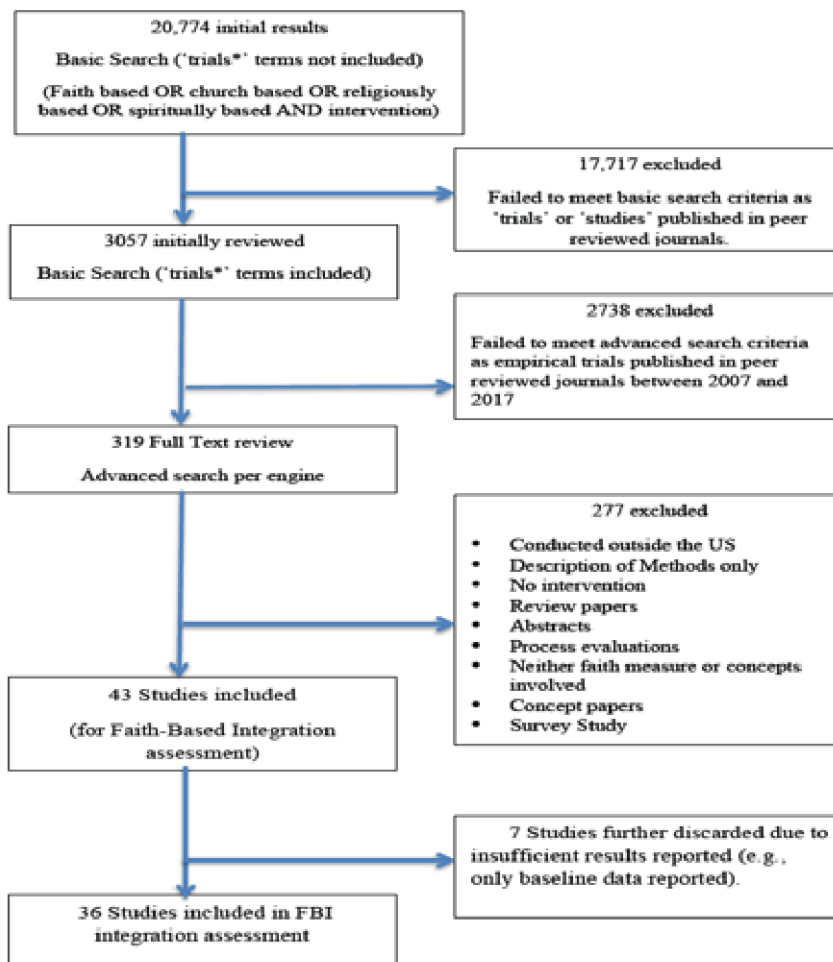 20,774 initial results
Basic Search ('trials*' terms not included)
(Faith based OR church based OR religiously
based OR spiritually based AND intervention)
17,717 excluded
Failed to meet basic search criteria as
'trials' or 'studies' published in peer
reviewed journals.
3057 initially reviewed
Basic Search ('trials*' terms included)
2738 excluded
Failed to meet advanced search criteria
as empirical trials published in peer
reviewed journals between 2007 and
2017
319 Full Text review
Advanced search per engine
277 excluded
• Conducted outside the US
• Description of Methods only
• No intervention
• Review papers
• Abstracts
• Process evaluations
• Neither faith measure or concepts
involved
• Concept papers
• Survey Study
43 Studies included
(for Faith-Based Integration
assessment)
7 Studies further discarded due to
insufficient results reported (e.g.,
only baseline data reported).
36 Studies included in FBI
integration assessment